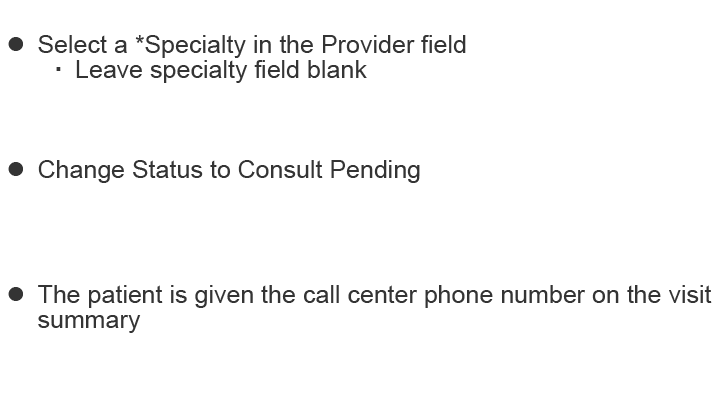 ● Select a *Specialty in the Provider field
▪ Leave specialty field blank
● Change Status to Consult Pending
● The patient is given the call center phone number on the visit
summary